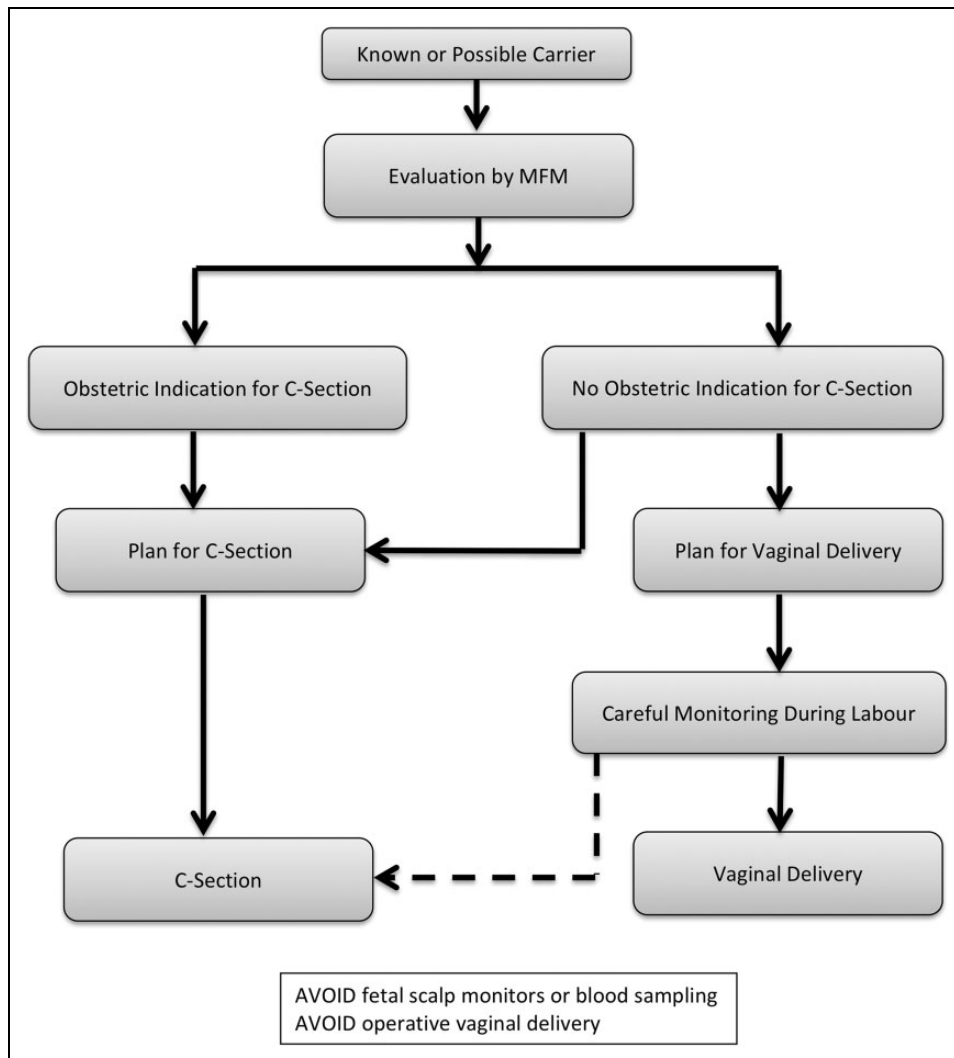 Known or Possible Carrier
Evaluation by MFM
Obstetric Indication for C-Section
No Obstetric Indication for C-Section
Plan for C-Section
Plan for Vaginal Delivery
Careful Monitoring During Labour
C-Section
Vaginal Delivery
AVOID fetal scalp monitors or blood sampling
AVOID operative vaginal delivery